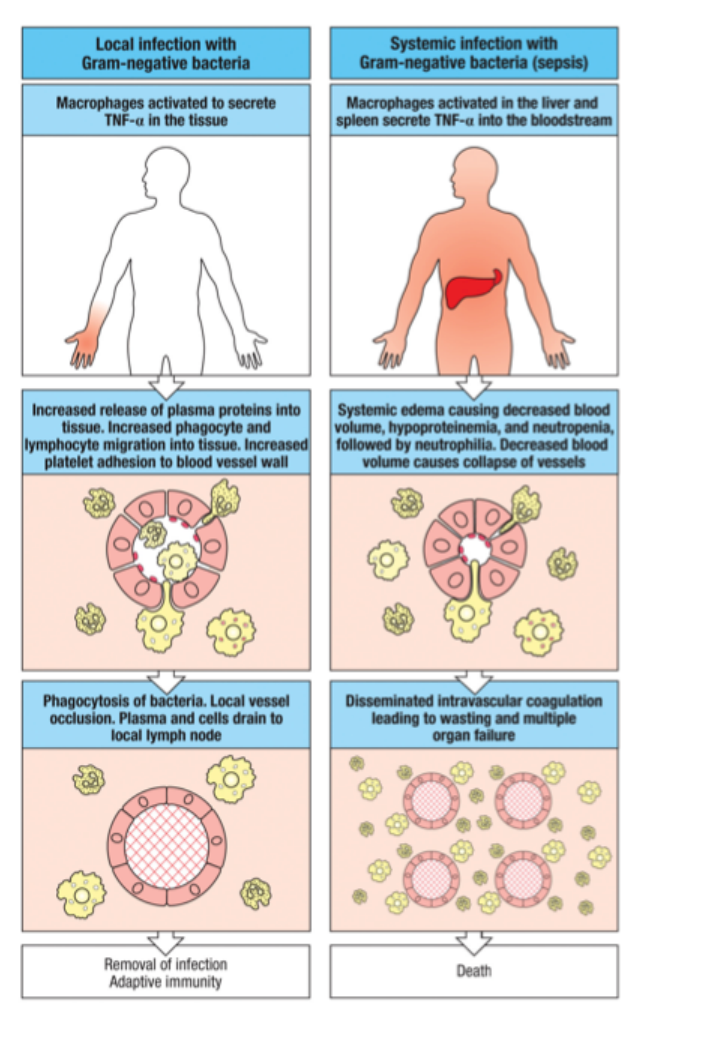 Local infection with
Gram-negative bacteria
Macrophages activated to secrete
TNF-α in the tissue
Increased release of plasma proteins into
tissue. Increased phagocyte and
lymphocyte migration into tissue. Increased
platelet adhesion to blood vessel wall
Phagocytosis of bacteria. Local vessel
occlusion. Plasma and cells drain to
local lymph node
Removal of infection
Adaptive immunity
Systemic infection with
Gram-negative bacteria (sepsis)
Macrophages activated in the liver and
spleen secrete TNF-α into the bloodstream
Systemic edema causing decreased blood
volume, hypoproteinemia, and neutropenia,
followed by neutrophilia. Decreased blood
volume causes collapse of vessels
Disseminated intravascular coagulation
leading to wasting and multiple
organ failure
Death